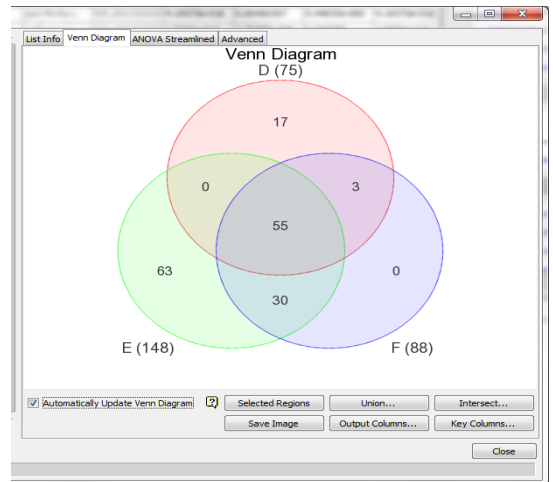 List Info Venn Diagram ANOVA Streamlined Advanced
Venn Diagram
D (75)
17
0 3
55
63 0
30
E (148) F (88)
Automatically Update Venn Diagram ? Selected Regions Union... Intersect...
Save Image Output Columns... Key Columns...
Close